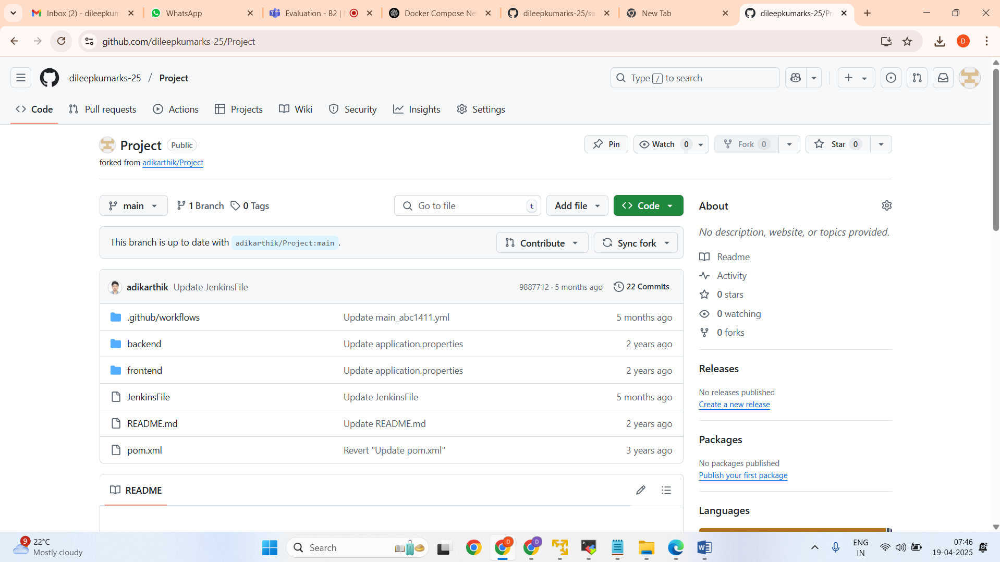 Inbox (2) - dileepkum
WhatsApp
Evaluation - B2 |
Docker Compose Ne
dileepkumarks-25/sa
New Tab
dileepkumarks-25/Pr
github.com/dileepkumarks-25/Project
D
dileepkumarks-25 / Project
Type / to search
Code
Pull requests
Actions
Projects
Wiki
Security
Insights
Settings
Project Public
Pin
Watch 0
Fork 0
Star 0
forked from adikarthik/Project
main
1 Branch
0 Tags
Go to file t
Add file
Code
This branch is up to date with adikarthik/Project:main .
Contribute
Sync fork
adikarthik Update JenkinsFile 9887712 · 5 months ago 22 Commits
.github/workflows Update main_abc1411.yml 5 months ago
backend Update application.properties 2 years ago
frontend Update application.properties 2 years ago
JenkinsFile Update JenkinsFile 5 months ago
README.md Update README.md 2 years ago
pom.xml Revert "Update pom.xml" 3 years ago
README
About
No description, website, or topics provided.
Readme
Activity
0 stars
0 watching
0 forks
Releases
No releases published
Create a new release
Packages
No packages published
Publish your first package
Languages
9
22°C
Mostly cloudy
Search
D
D
ENG
IN
07:46
19-04-2025